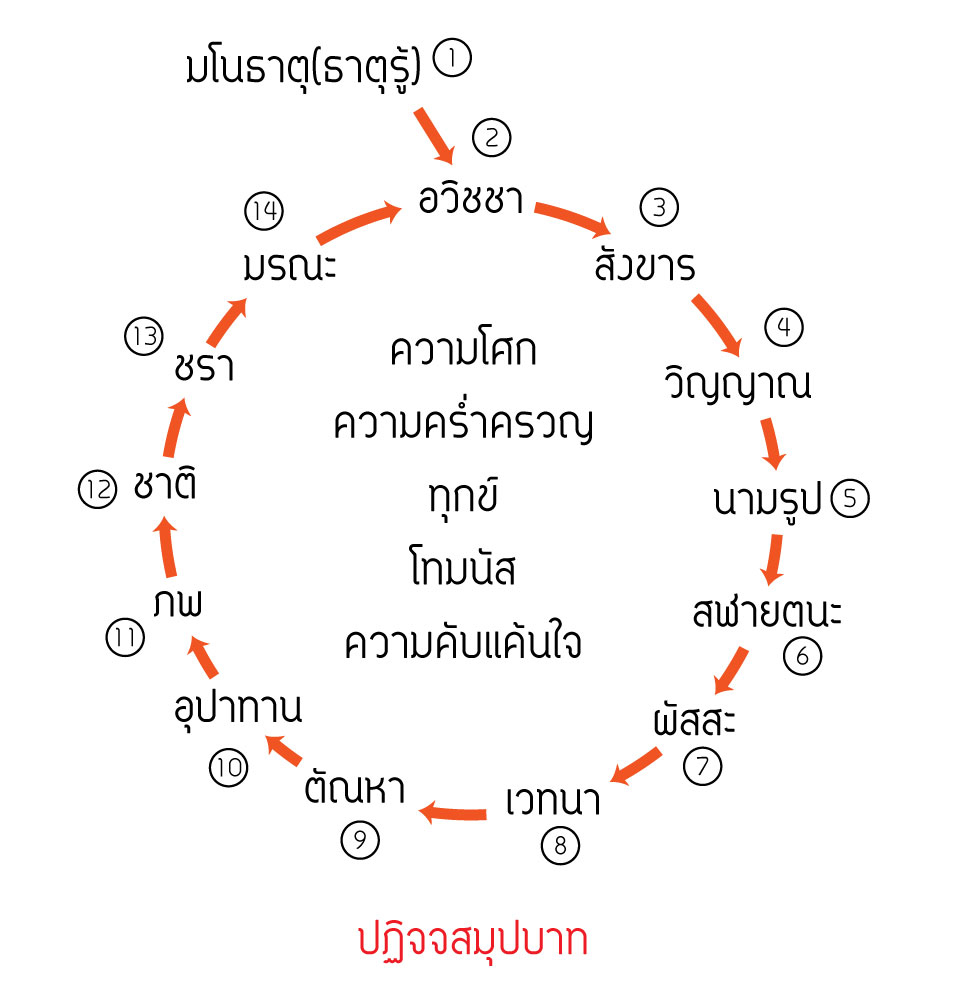 มโนธาตุ(ธาตุรู้) 1
อวิชชา 2
สังขาร 3
วิญญาณ 4
นามรูป 5
สฬายตนะ 6
ผัสสะ 7
เวทนา 8
ตัณหา 9
อุปาทาน 10
ภพ 11
ชาติ 12
ชรา 13
มรณะ 14
ความโศก
ความคร่ำครวญ
ทุกข์
โทมนัส
ความคับแค้นใจ
ปฏิจจสมุปบาท